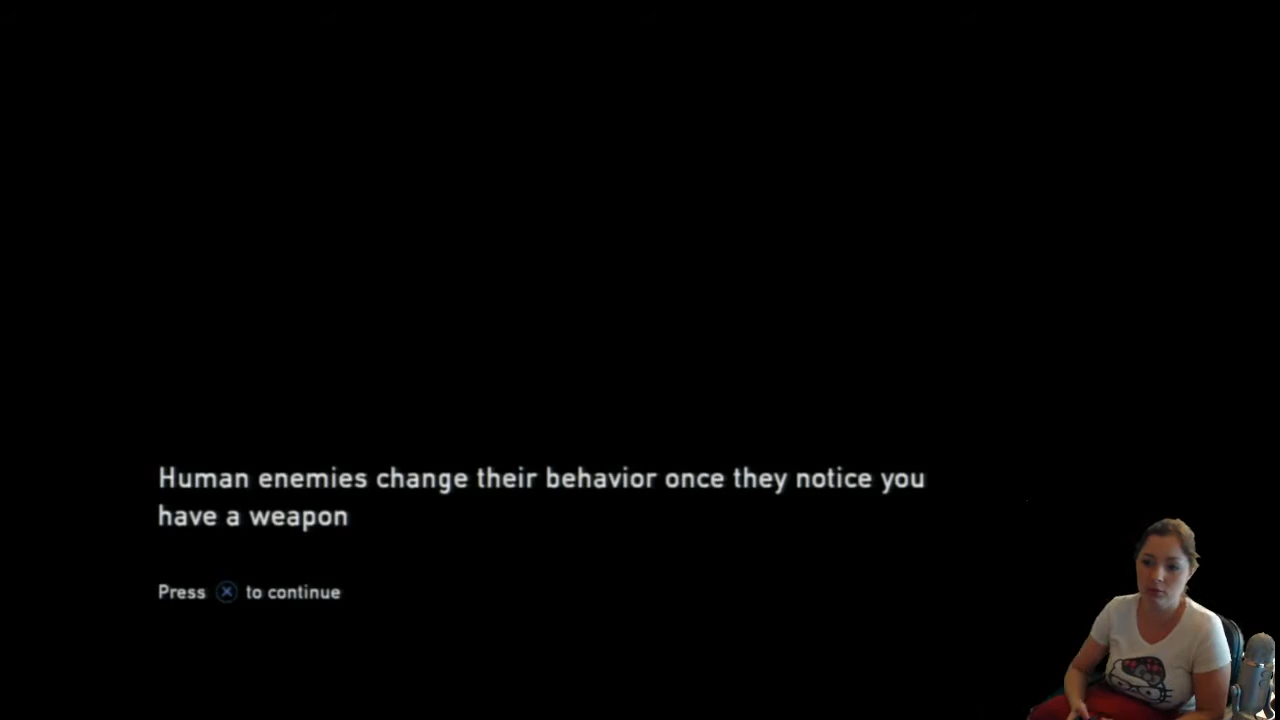 Human enemies change their behavior once they notice you
have a weapon
Press X to continue